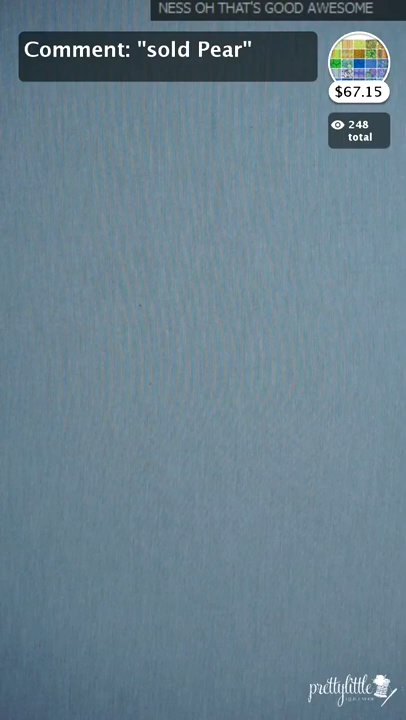 NESS OH THAT'S GOOD AWESOME
Comment: "sold Pear"
$67.15
248
total
prettylittle